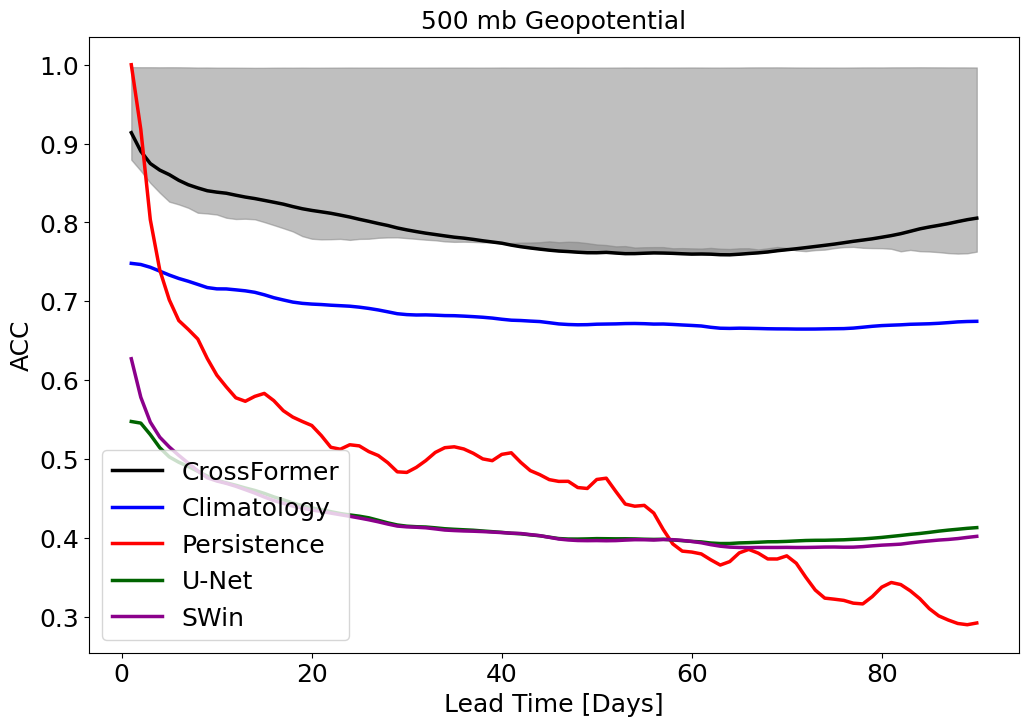 500 mb Geopotential
ACC
1.0
0.9
0.8
0.7
0.6
0.5
0.4
0.3
CrossFormer
Climatology
Persistence
U-Net
SWin
0 20 40 60 80
Lead Time [Days]